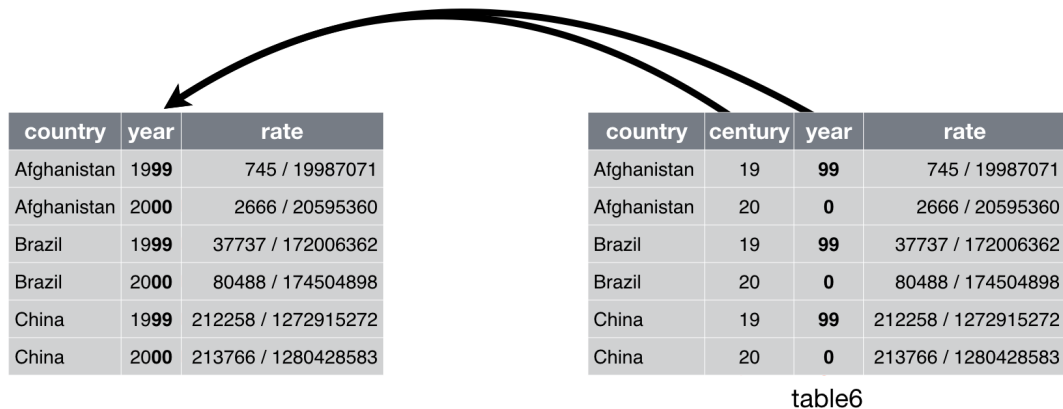 country year rate country century year rate
Afghanistan 1999 745 / 19987071 Afghanistan 19 99 745 / 19987071
Afghanistan 2000 2666 / 20595360 Afghanistan 20 0 2666 / 20595360
Brazil 1999 37737 / 172006362 Brazil 19 99 37737 / 172006362
Brazil 2000 80488 / 174504898 Brazil 20 0 80488 / 174504898
China 1999 212258 / 1272915272 China 19 99 212258 / 1272915272
China 2000 213766 / 1280428583 China 20 0 213766 / 1280428583
table6